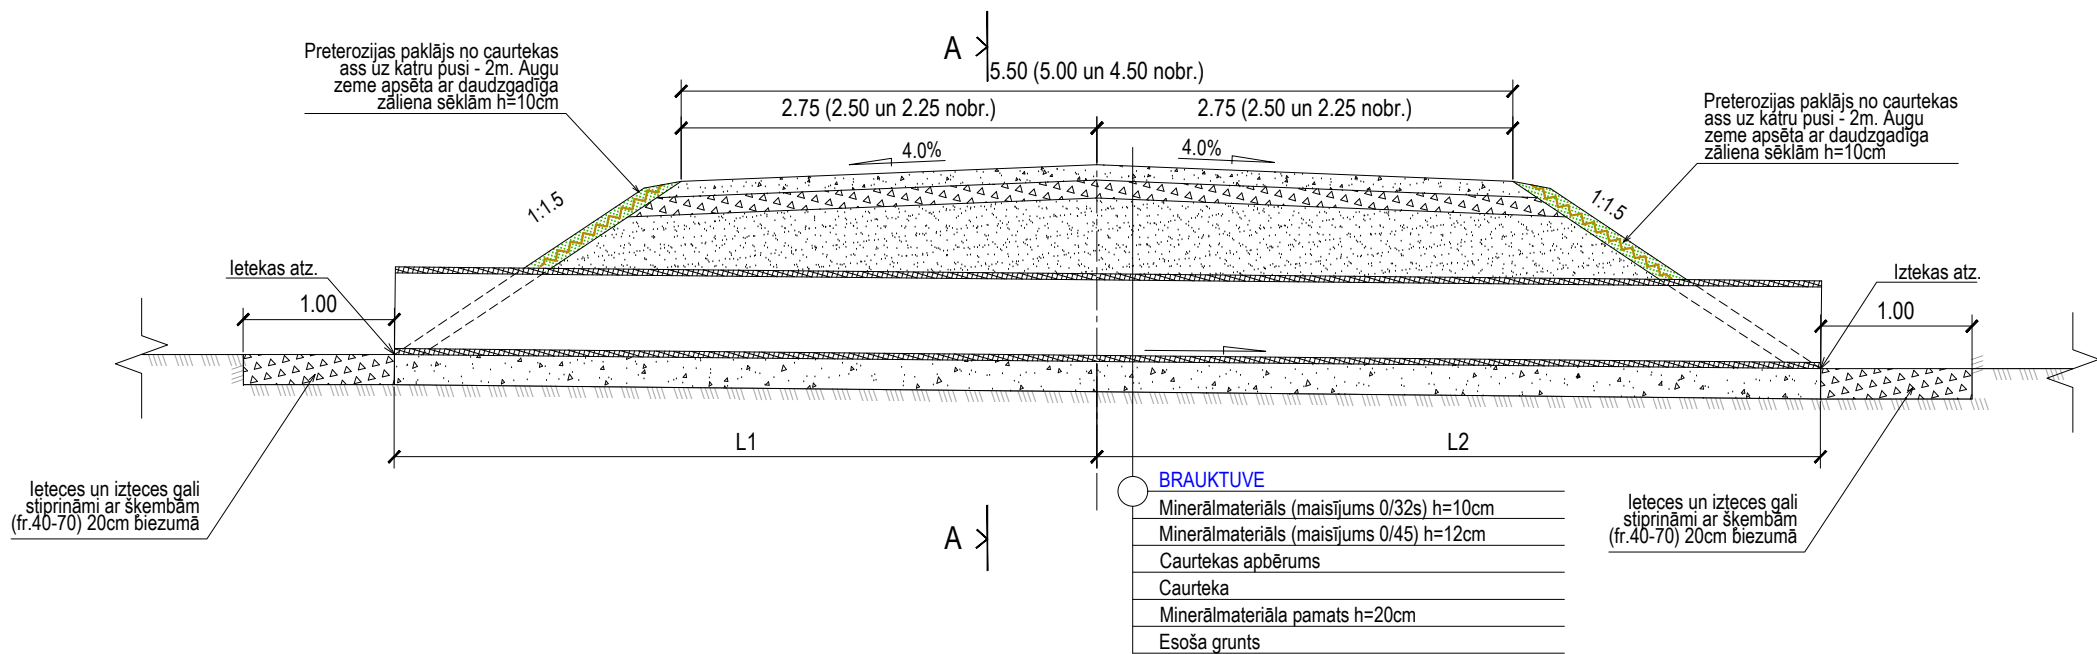 A
5.50 (5.00 un 4.50 nobr.)
Preterozijas paklājs no caurtekas
ass uz katru pusi - 2m. Augu
zeme apsēta ar daudzgadīga
zāliena sēklām h=10cm
2.75 (2.50 un 2.25 nobr.)
2.75 (2.50 un 2.25 nobr.)
Preterozijas paklājs no caurtekas
ass uz katru pusi - 2m. Augu
zeme apsēta ar daudzgadīgu
zāliena sēklām h=10cm
4.0%
4.0%
1:1.5
1:1.5
Ietekas atz.
Iztekas atz.
1.00
1.00
L1
L2
Ieteces un izteces gali
stiprināmi ar šķembām
(fr.40-70) 20cm biezumā
A
BRAUKTUVE
Minerālmateriāls (maisījums 0/32s) h=10cm
Minerālmateriāls (maisījums 0/45) h=12cm
Caurtekas apbērums
Caurteka
Minerālmateriāla pamats h=20cm
Esoša grunts
Ieteces un izteces gali
stiprināmi ar šķembām
(fr.40-70) 20cm biezumā